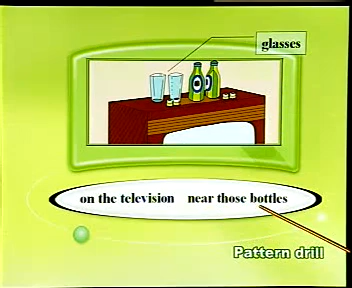 glasses
on the television near those bottles
Pattern drill